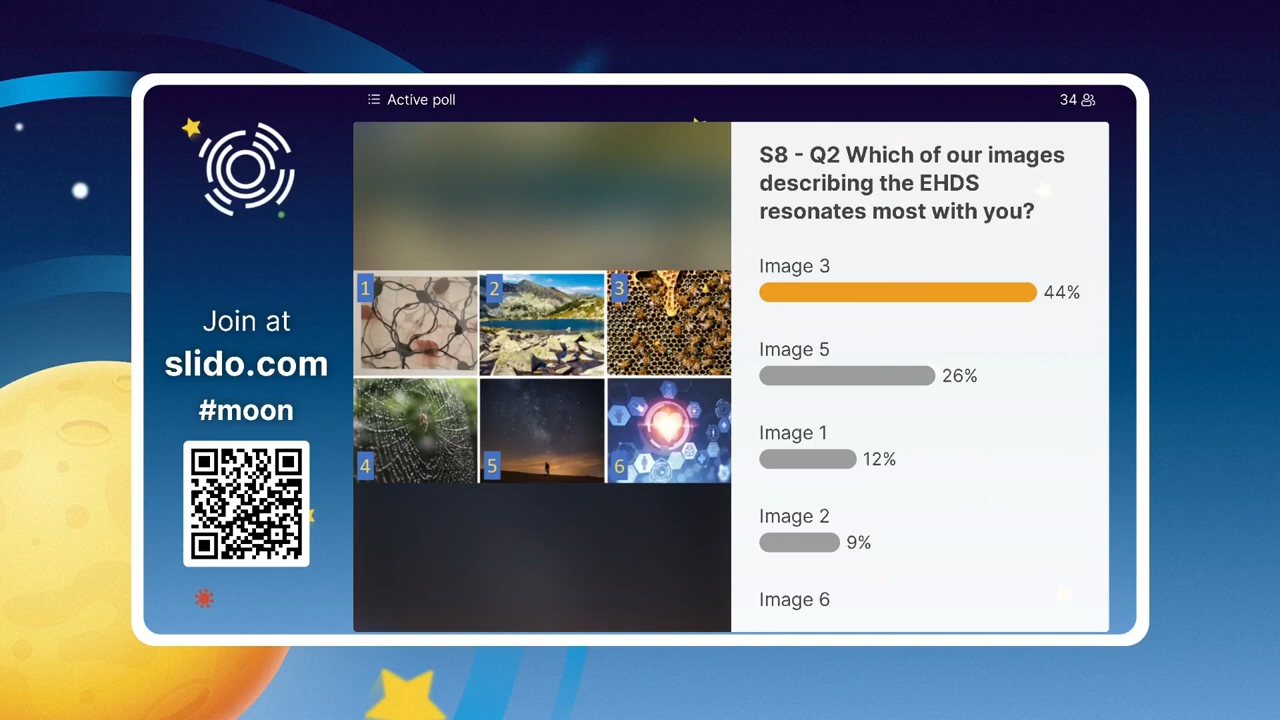 Active poll
34
Join at
slido.com
#moon
1
2
3
4
5
6
S8 - Q2 Which of our images
describing the EHDS
resonates most with you?
Image 3
44%
Image 5
26%
Image 1
12%
Image 2
9%
Image 6